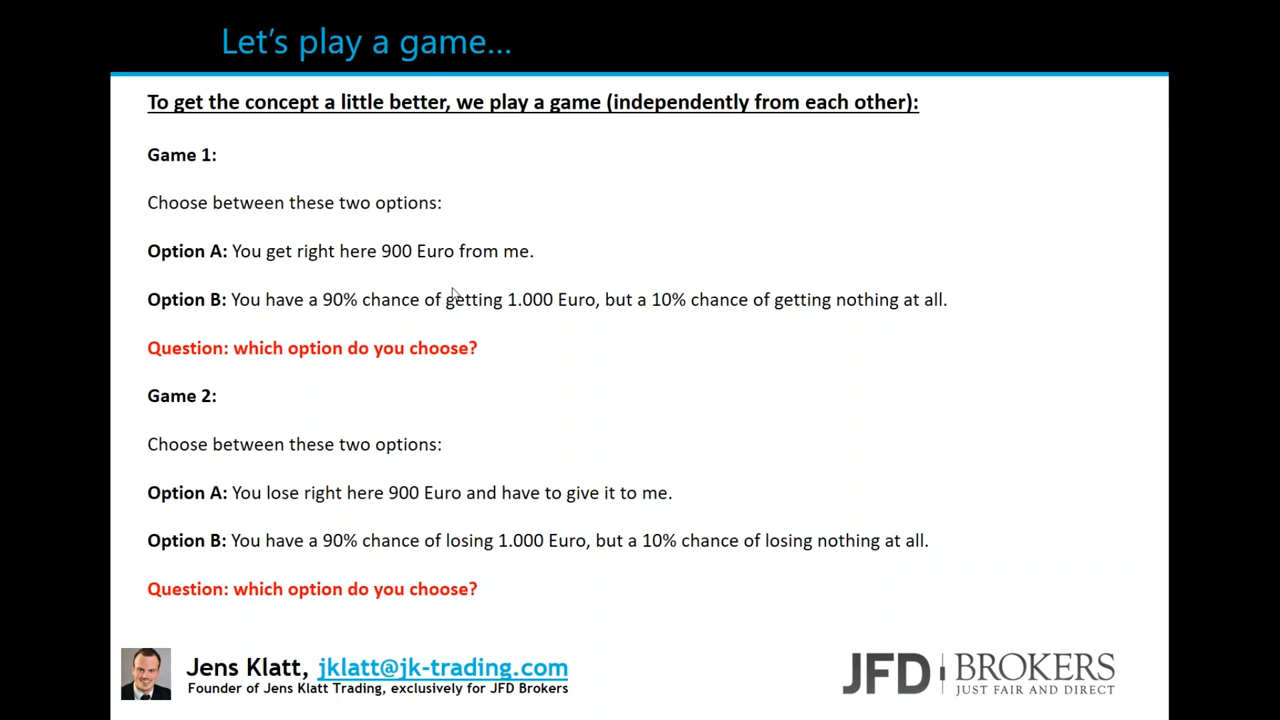 Let's play a game...
To get the concept a little better, we play a game (independently from each other):
Game 1:
Choose between these two options:
Option A: You get right here 900 Euro from me.
Option B: You have a 90% chance of getting 1.000 Euro, but a 10% chance of getting nothing at all.
Question: which option do you choose?
Game 2:
Choose between these two options:
Option A: You lose right here 900 Euro and have to give it to me.
Option B: You have a 90% chance of losing 1.000 Euro, but a 10% chance of losing nothing at all.
Question: which option do you choose?
Jens Klatt, jklatt@jk-trading.com
Founder of Jens Klatt Trading, exclusively for JFD Brokers
JFD BROKERS
JUST FAIR AND DIRECT